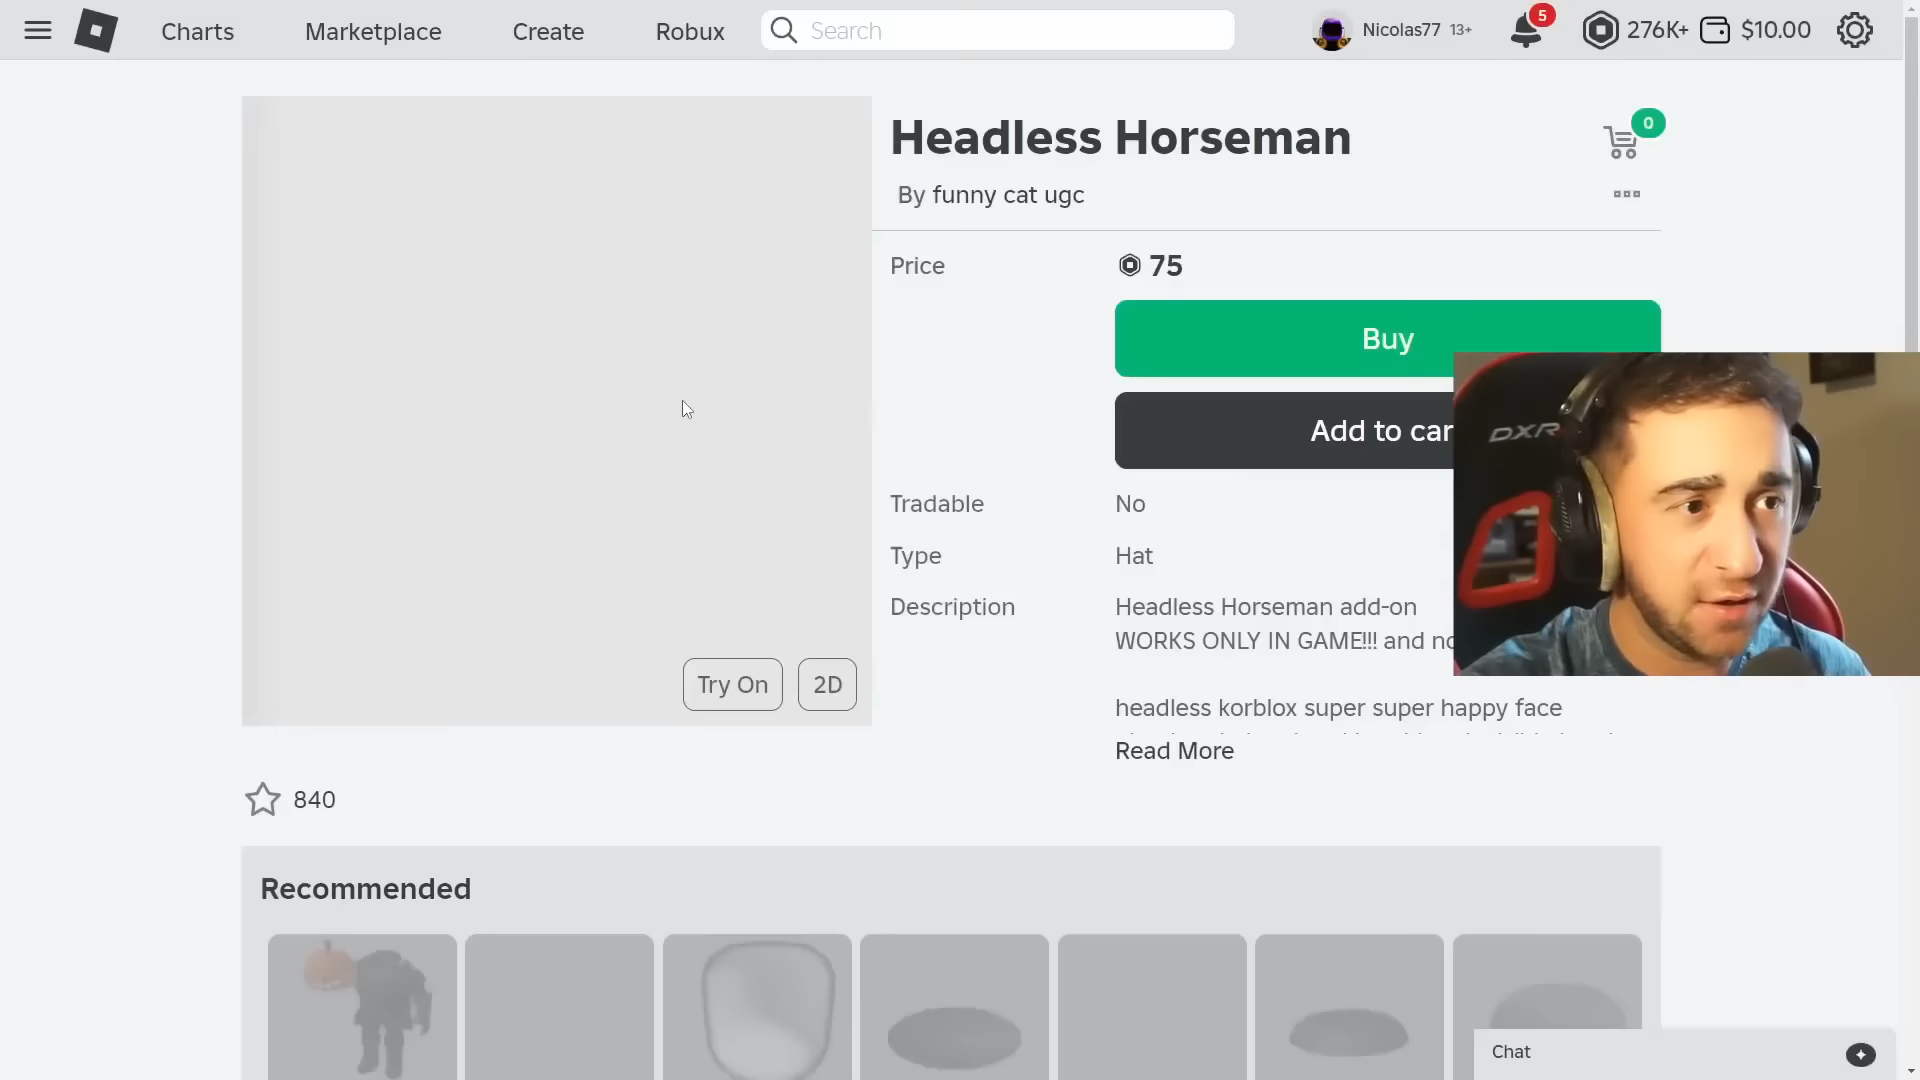 Charts Marketplace Create Robux Search Nicolas77 13+ 5 276K+ $10.00
Headless Horseman 0
By funny cat ugc
Price 75
Buy
Add to car
Tradable No
Type Hat
Description Headless Horseman add-on
WORKS ONLY IN GAME!!! and no
headless korblox super super happy face
Read More
Try On 2D
840
Recommended
DXR
Chat